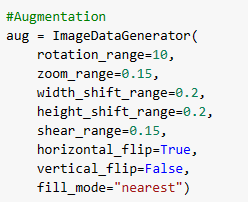 #Augmentation
aug = ImageDataGenerator(
    rotation_range=10,
    zoom_range=0.15,
    width_shift_range=0.2,
    height_shift_range=0.2,
    shear_range=0.15,
    horizontal_flip=True,
    vertical_flip=False,
    fill_mode="nearest")